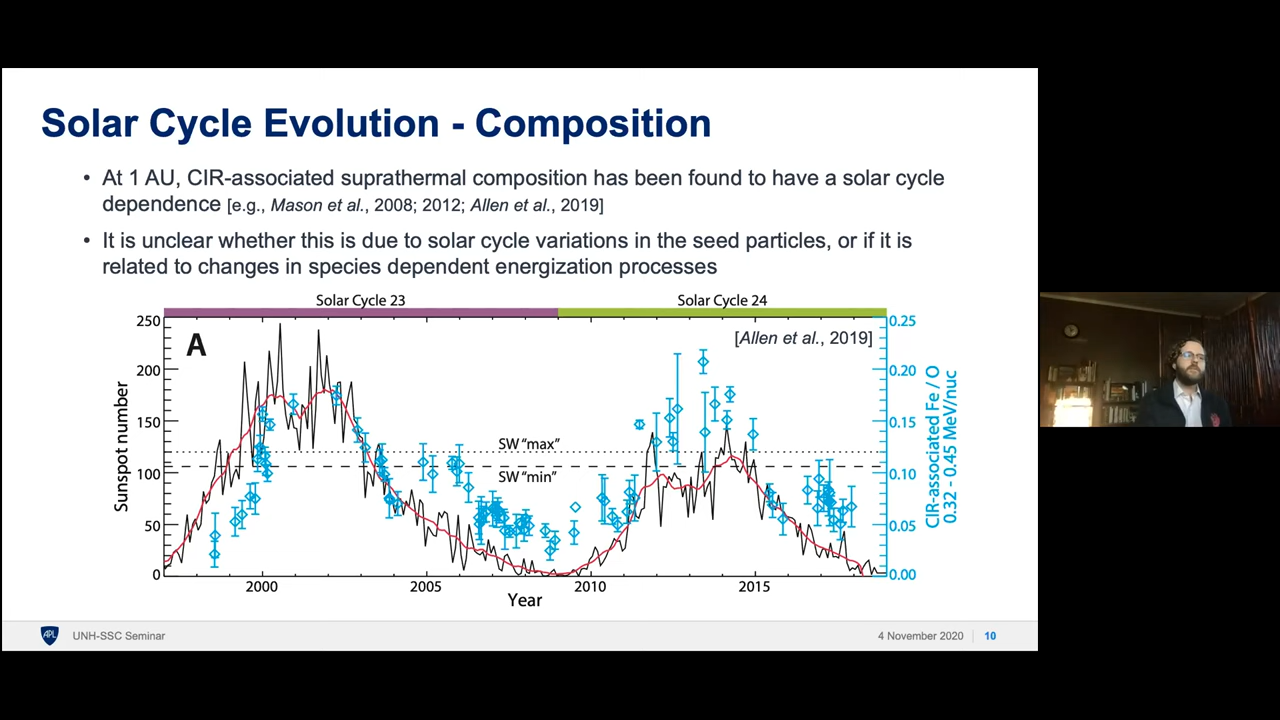 Solar Cycle Evolution - Composition
• At 1 AU, CIR-associated suprathermal composition has been found to have a solar cycle
dependence [e.g., Mason et al., 2008; 2012; Allen et al., 2019]
• It is unclear whether this is due to solar cycle variations in the seed particles, or if it is
related to changes in species dependent energization processes
Solar Cycle 23
Solar Cycle 24
A
[Allen et al., 2019]
SW “max”
SW “min”
Sunspot number
250
200
150
100
50
0
0.25
0.20
0.15
0.10
0.05
0.00
CIR-associated Fe / O
0.32 - 0.45 MeV/nuc
2000
2005
2010
2015
Year
APL
UNH-SSC Seminar
4 November 2020
10